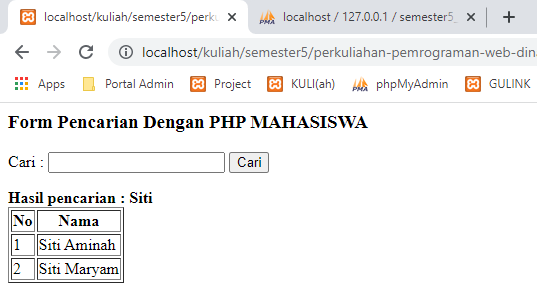 localhost/kuliah/semester5/perku
localhost / 127.0.0.1 / semester5_
localhost/kuliah/semester5/perkuliahan-pemrograman-web-din
Apps Portal Admin Project KULI(ah) phpMyAdmin GULINK
Form Pencarian Dengan PHP MAHASISWA
Cari : Cari
Hasil pencarian : Siti
No Nama
1 Siti Aminah
2 Siti Maryam